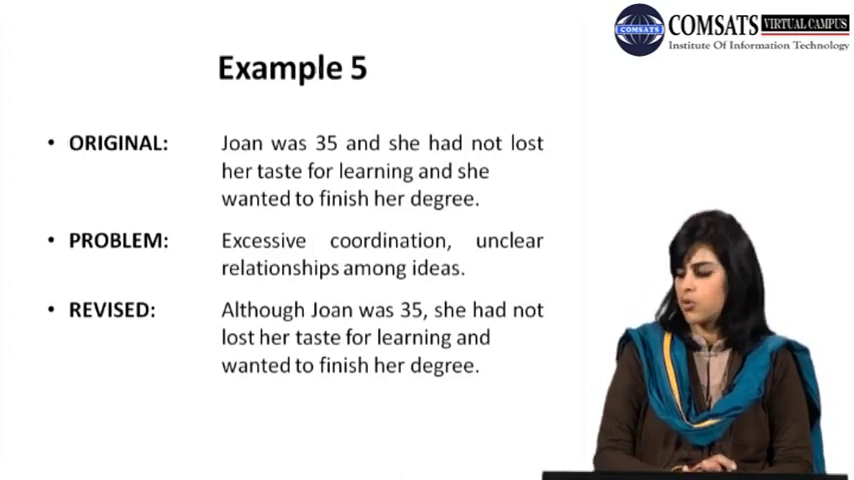 COMSATS VIRTUAL CAMPUS
Institute Of Information Technology
COMSATS
Example 5
• ORIGINAL: Joan was 35 and she had not lost
her taste for learning and she
wanted to finish her degree.
• PROBLEM: Excessive coordination, unclear
relationships among ideas.
• REVISED: Although Joan was 35, she had not
lost her taste for learning and
wanted to finish her degree.